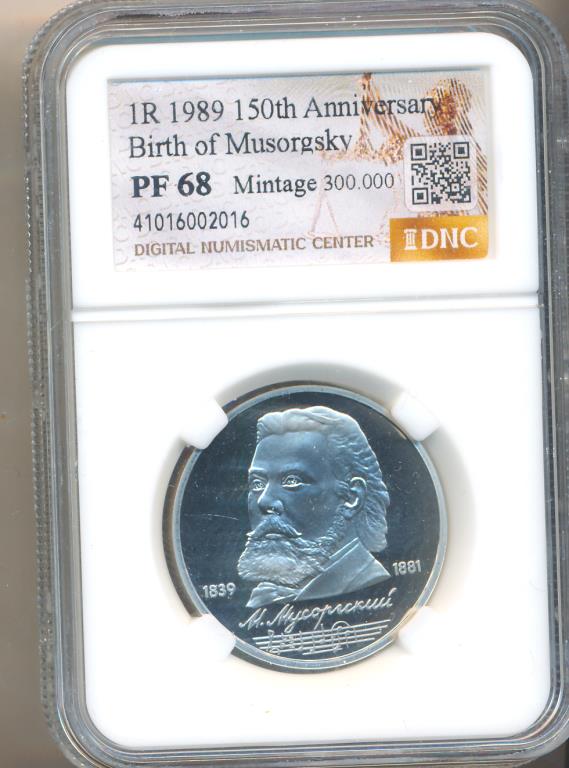 1R 1989 150th Anniversary
Birth of Musorgsky
PF 68 Mintage 300.000
41016002016
DIGITAL NUMISMATIC CENTER
DNC
1839
1881
М. Мусоргский